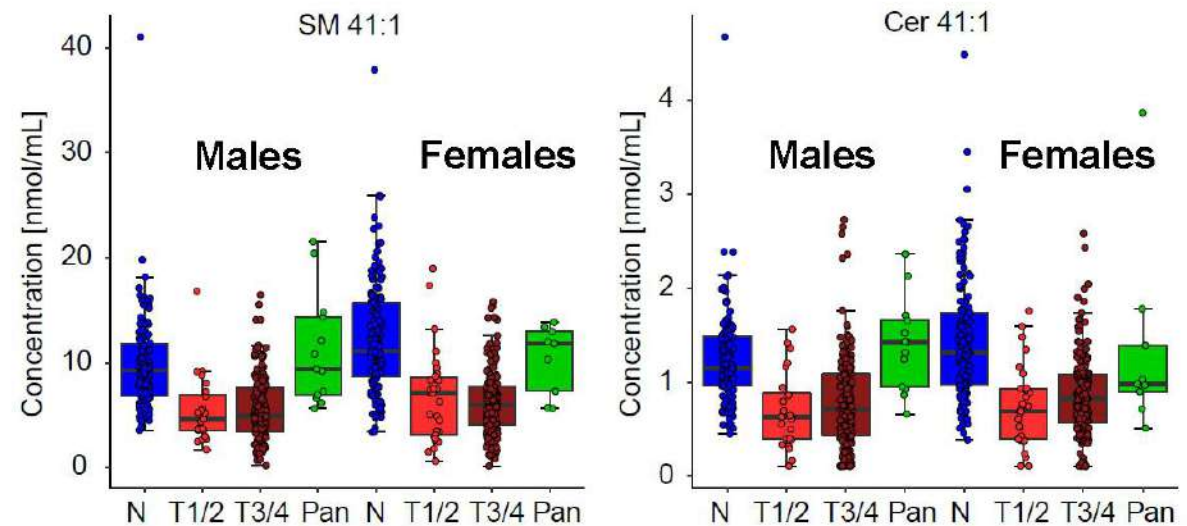 SM 41:1
Concentration [nmol/mL]
40
30
20
10
0
Males
Females
N T1/2 T3/4 Pan N T1/2 T3/4 Pan
Cer 41:1
Concentration [nmol/mL]
4
3
2
1
0
Males
Females
N T1/2 T3/4 Pan N T1/2 T3/4 Pan